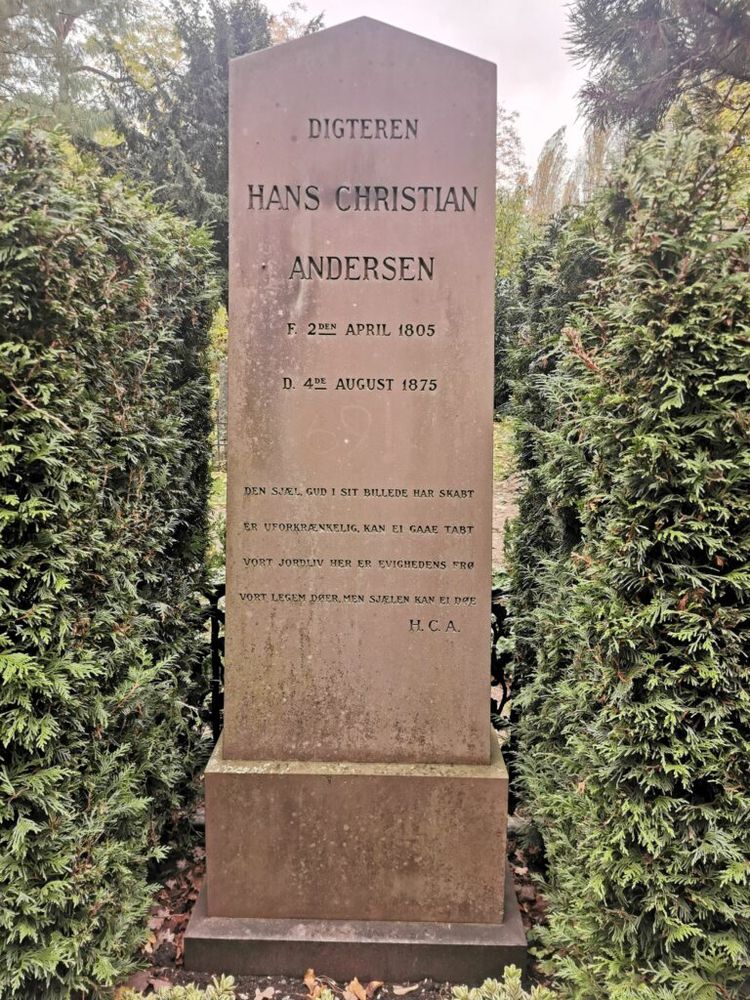 DIGTEREN
HANS CHRISTIAN
ANDERSEN
F. 2DEN APRIL 1805
D. 4DE AUGUST 1875
DEN SJÆL, GUD I SIT BILLEDE HAR SKABT
ER UFORKRÆNKELIG, KAN EI GAAE TABT
VORT JORDLIV HER ER EVIGHEDENS FRØ
VORT LEGEM DØER, MEN SJÆLEN KAN EI DØE
H. C. A.